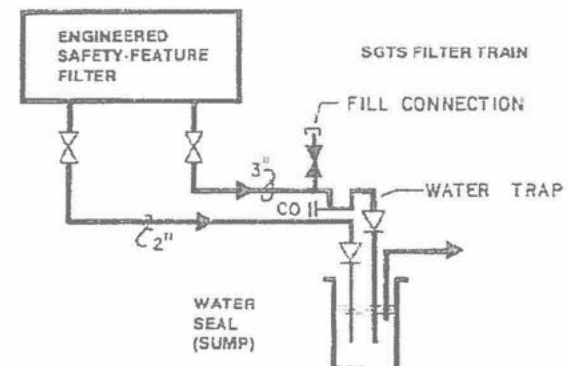 ENGINEERED
SAFETY-FEATURE
FILTER
SGTS FILTER TRAIN
FILL CONNECTION
3"
WATER TRAP
CO
2"
WATER
SEAL
(SUMP)